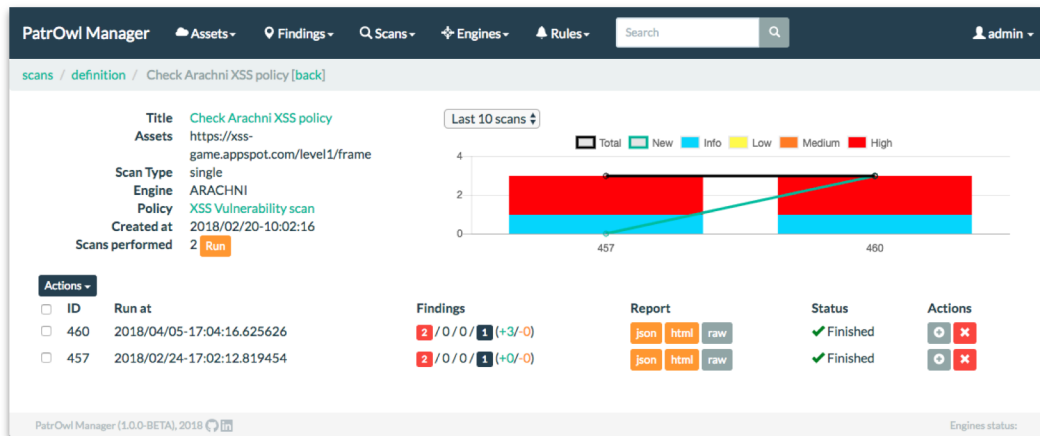 PatrOwl Manager Assets Findings Scans Engines Rules Search admin
scans / definition / Check Arachni XSS policy [back]
Title Check Arachni XSS policy
Assets https://xss-
game.appspot.com/level1/frame
Scan Type single
Engine ARACHNI
Policy XSS Vulnerability scan
Created at 2018/02/20-10:02:16
Scans performed 2 Run
Last 10 scans
Total New Info Low Medium High
4
2
0
457 460
Actions
ID Run at Findings Report Status Actions
460 2018/04/05-17:04:16.625626 2 / 0 / 0 / 1 (+3/-0) json html raw Finished
457 2018/02/24-17:02:12.819454 2 / 0 / 0 / 1 (+0/-0) json html raw Finished
PatrOwl Manager (1.0.0-BETA), 2018 in Engines status: